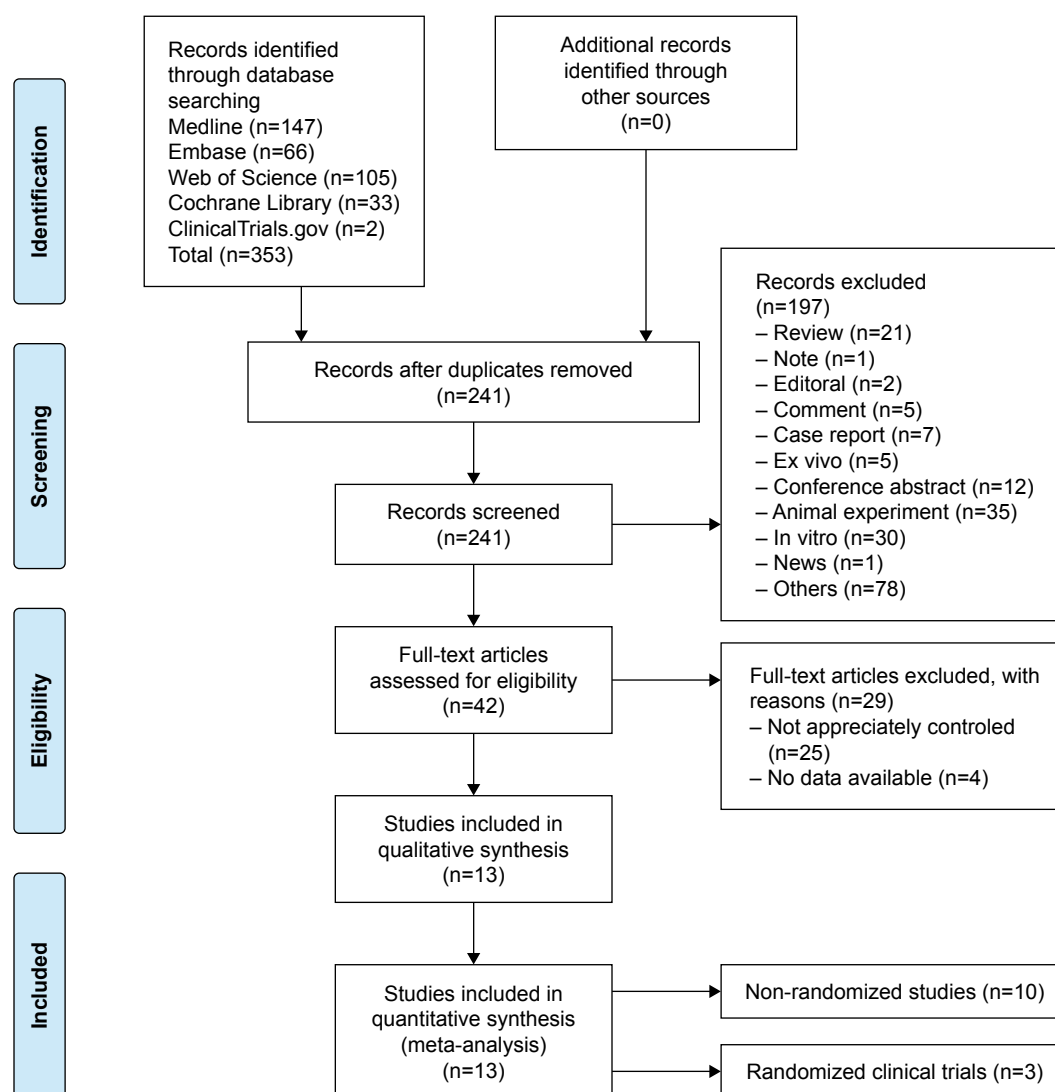 Identification
Records identified
through database
searching
Medline (n=147)
Embase (n=66)
Web of Science (n=105)
Cochrane Library (n=33)
ClinicalTrials.gov (n=2)
Total (n=353)
Additional records
identified through
other sources
(n=0)
Screening
Records after duplicates removed
(n=241)
Records screened
(n=241)
Records excluded
(n=197)
– Review (n=21)
– Note (n=1)
– Editoral (n=2)
– Comment (n=5)
– Case report (n=7)
– Ex vivo (n=5)
– Conference abstract (n=12)
– Animal experiment (n=35)
– In vitro (n=30)
– News (n=1)
– Others (n=78)
Eligibility
Full-text articles
assessed for eligibility
(n=42)
Full-text articles excluded, with
reasons (n=29)
– Not appreciately controled
(n=25)
– No data available (n=4)
Studies included in
qualitative synthesis
(n=13)
Included
Studies included in
quantitative synthesis
(meta-analysis)
(n=13)
Non-randomized studies (n=10)
Randomized clinical trials (n=3)